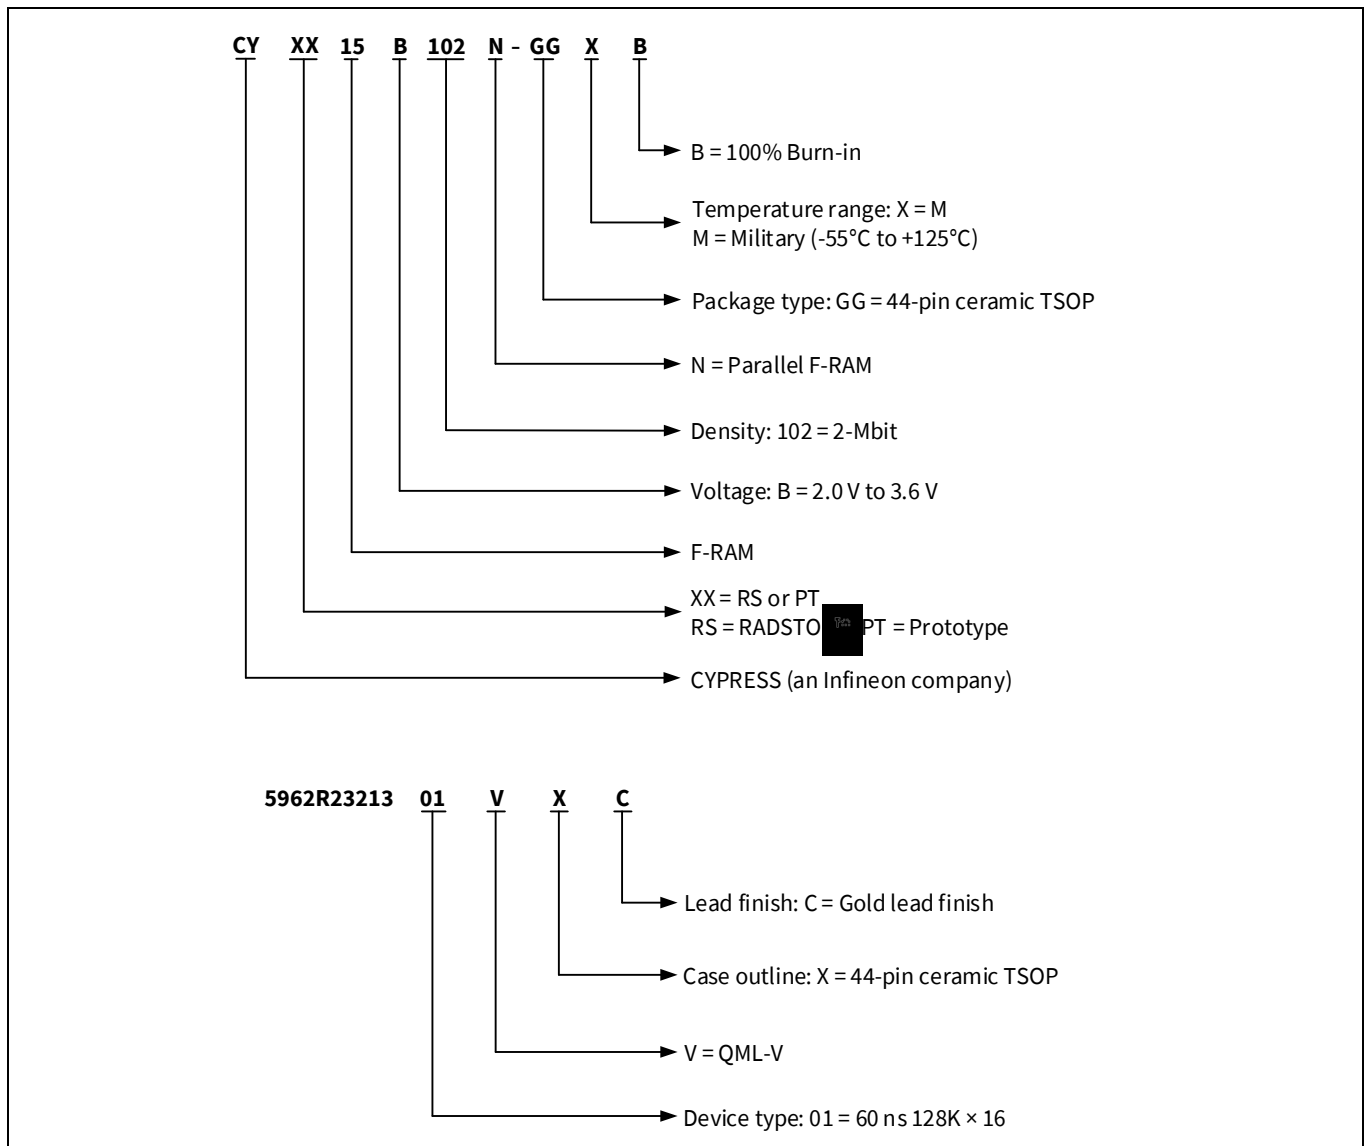 CY XX 15 B 102 N - GG X B
B = 100% Burn-in
Temperature range: X = M
M = Military (-55°C to +125°C)
Package type: GG = 44-pin ceramic TSOP
N = Parallel F-RAM
Density: 102 = 2-Mbit
Voltage: B = 2.0 V to 3.6 V
F-RAM
XX = RS or PT
RS = RADSTO PT = Prototype
CYPRESS (an Infineon company)
5962R23213 01 V X C
Lead finish: C = Gold lead finish
Case outline: X = 44-pin ceramic TSOP
V = QML-V
Device type: 01 = 60 ns 128K × 16